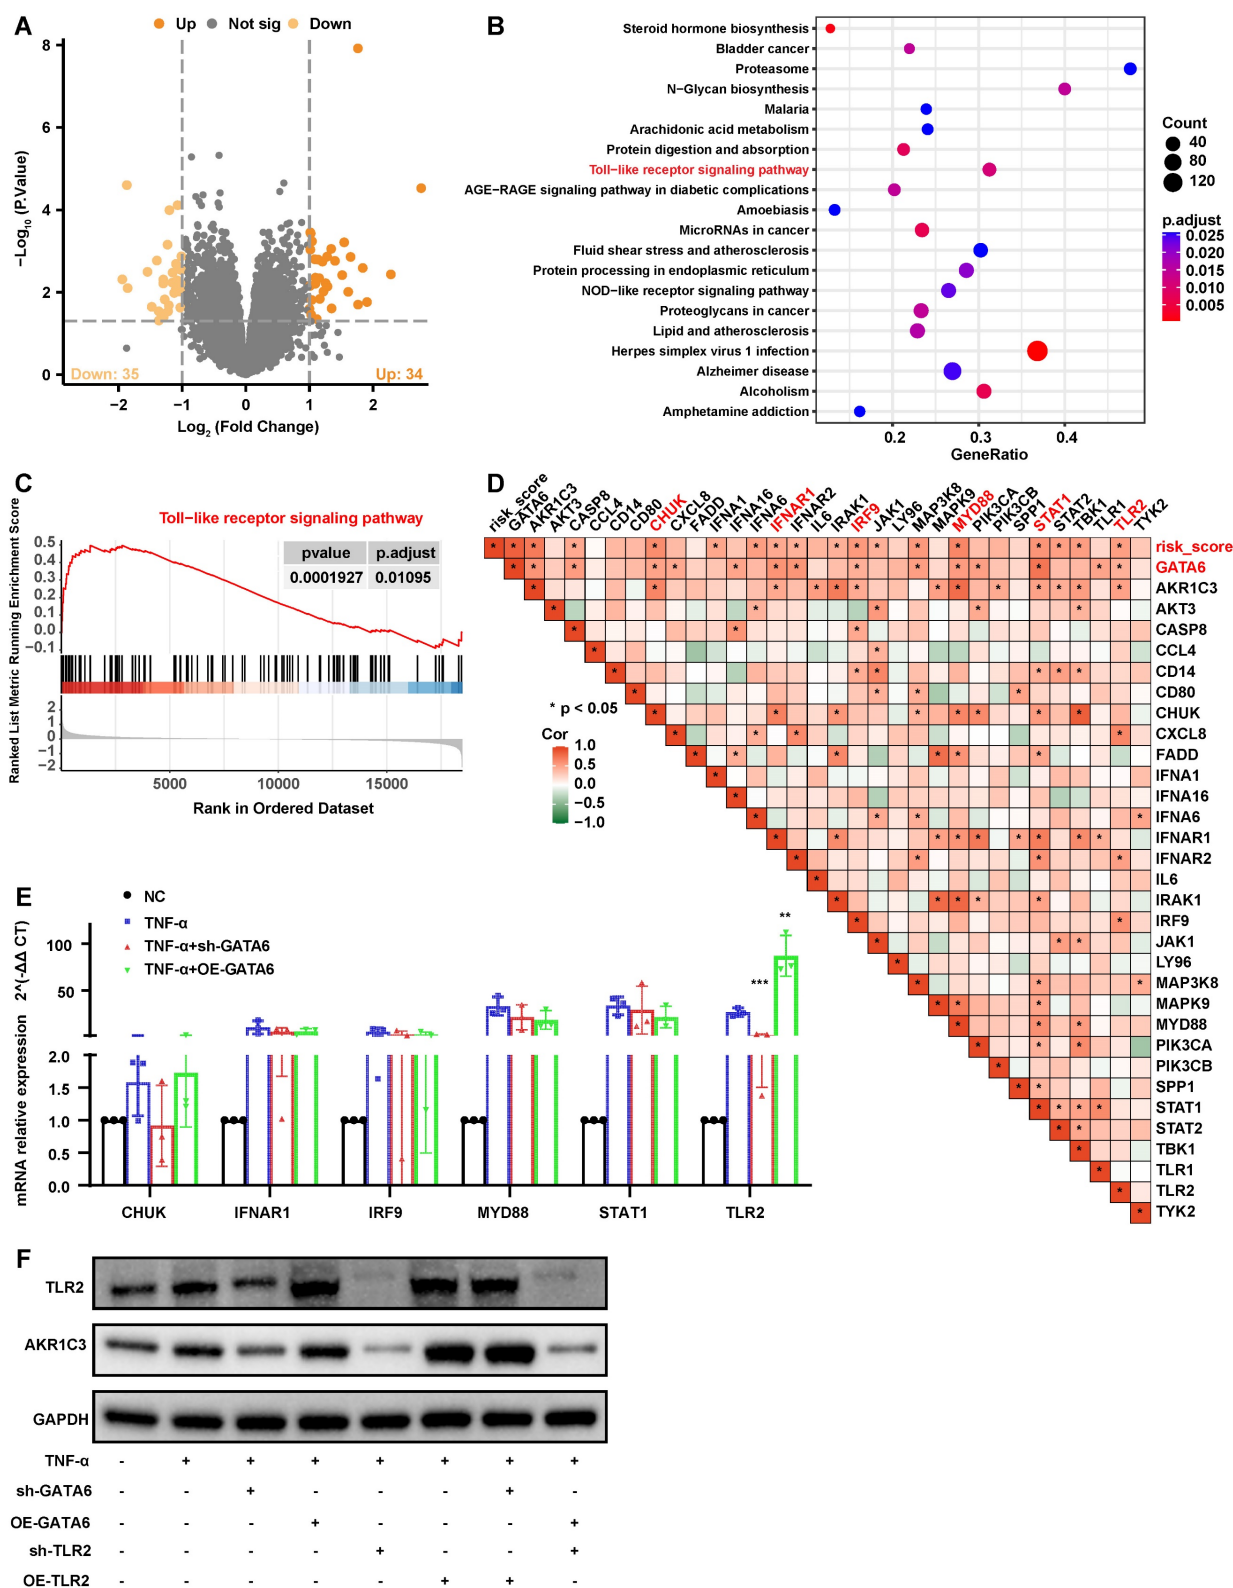 A
Up Not sig Down
−Log10 (P.Value)
8
6
4
2
0
Down: 35
Up: 34
−2 −1 0 1 2
Log2 (Fold Change)
B
Steroid hormone biosynthesis
Bladder cancer
Proteasome
N−Glycan biosynthesis
Malaria
Arachidonic acid metabolism
Protein digestion and absorption
Toll−like receptor signaling pathway
AGE−RAGE signaling pathway in diabetic complications
Amoebiasis
MicroRNAs in cancer
Fluid shear stress and atherosclerosis
Protein processing in endoplasmic reticulum
NOD−like receptor signaling pathway
Proteoglycans in cancer
Lipid and atherosclerosis
Herpes simplex virus 1 infection
Alzheimer disease
Alcoholism
Amphetamine addiction
0.2 0.3 0.4
GeneRatio
Count
40
80
120
p.adjust
0.025
0.020
0.015
0.010
0.005
C
Toll−like receptor signaling pathway
Ranked List Metric Running Enrichment Score
0.5
0.4
0.3
0.2
0.1
0.0
−0.1
pvalue p.adjust
0.0001927 0.01095
2
1
0
−1
−2
5000 10000 15000
Rank in Ordered Dataset
D
risk_score GATA6 AKR1C3 AKT3 CASP8 CCL4 CD14 CD80 CHUK CXCL8 FADD IFNA1 IFNA16 IFNA6 IFNAR1 IFNAR2 IL6 IRAK1 IRF9 JAK1 LY96 MAP3K8 MAPK9 MYD88 PIK3CA PIK3CB SPP1 STAT1 STAT2 TBK1 TLR1 TLR2 TYK2
risk_score
GATA6
AKR1C3
AKT3
CASP8
CCL4
CD14
CD80
CHUK
CXCL8
FADD
IFNA1
IFNA16
IFNA6
IFNAR1
IFNAR2
IL6
IRAK1
IRF9
JAK1
LY96
MAP3K8
MAPK9
MYD88
PIK3CA
PIK3CB
SPP1
STAT1
STAT2
TBK1
TLR1
TLR2
TYK2
* p < 0.05
Cor
1.0
0.5
0.0
−0.5
−1.0
E
NC
TNF-α
TNF-α+sh-GATA6
TNF-α+OE-GATA6
mRNA relative expression 2^(-ΔΔ CT)
100
50
2.0
1.5
1.0
0.5
0.0
***
**
CHUK IFNAR1 IRF9 MYD88 STAT1 TLR2
F
TLR2
AKR1C3
GAPDH
TNF-α - + + + + + + +
sh-GATA6 - - + - - - + -
OE-GATA6 - - - + - - - +
sh-TLR2 - - - - + - - +
OE-TLR2 - - - - - + + -